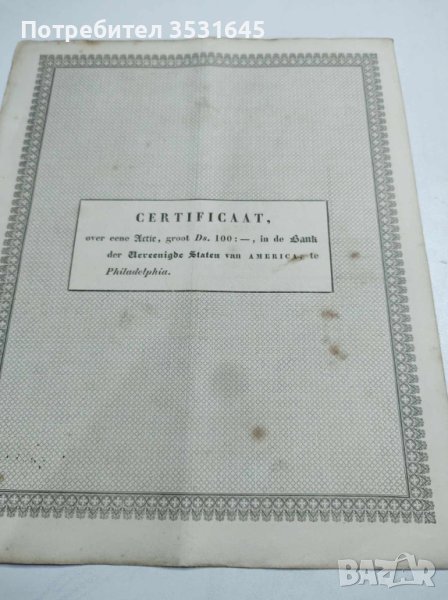 Потребител 3531645
CERTIFICAAT,
over eene Actie, groot Ds. 100:—, in de Bank
der Vereenigde Staten van AMERICA, te
Philadelphia.
BAZAR